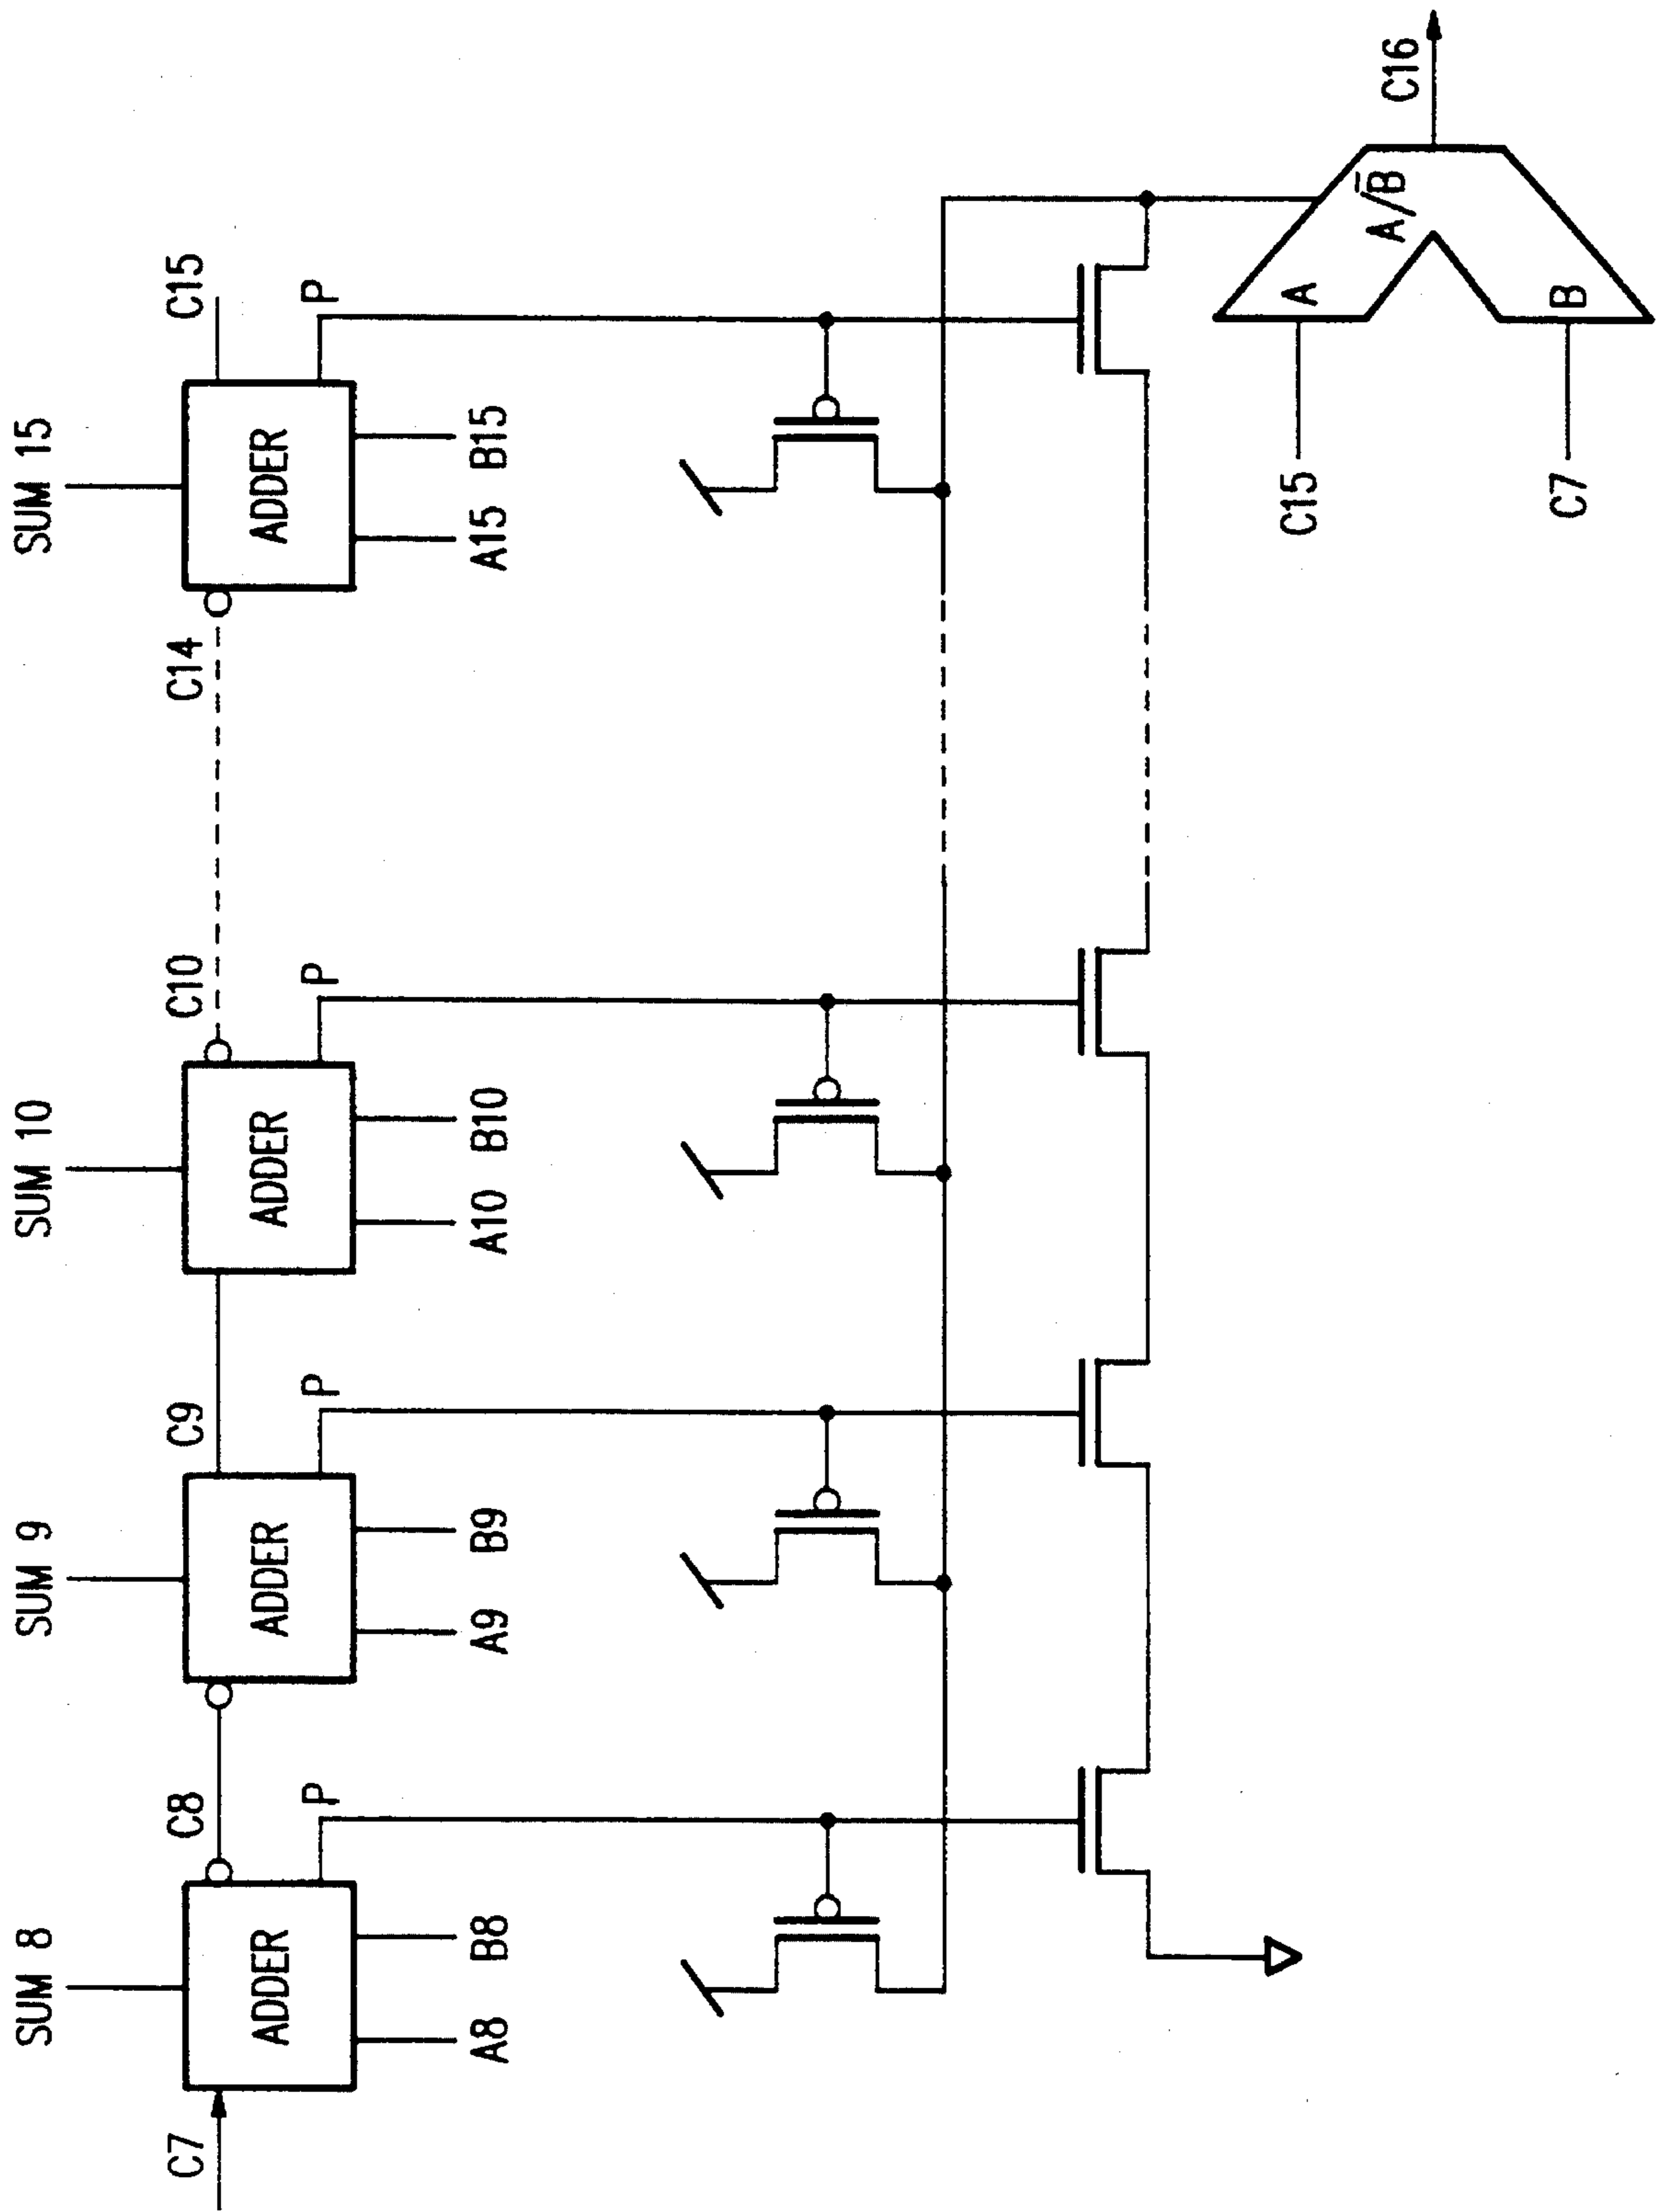 SUM 8
SUM 9
SUM 10
SUM 15
C7
C8
C9
C10
C14
C15
ADDER
P
ADDER
P
ADDER
P
ADDER
P
A8
B8
A9
B9
A10
B10
A15
B15
C15
A
A/B̅
C16
C7
B